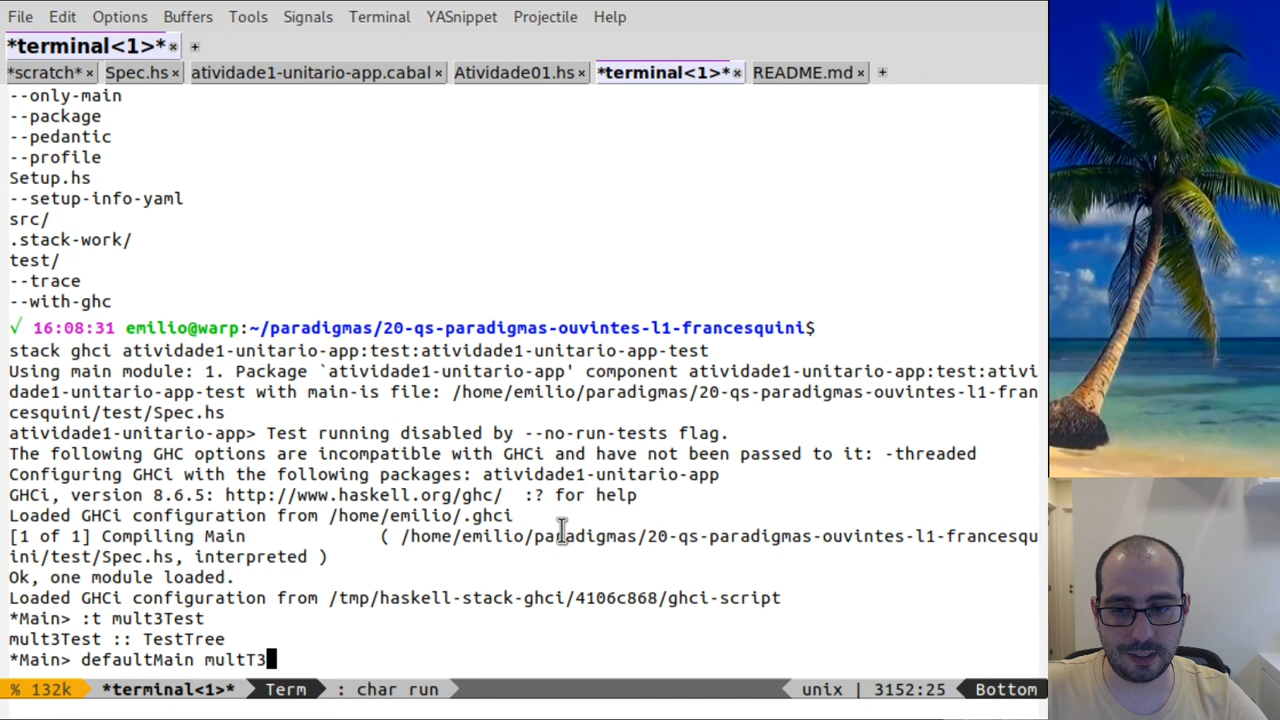 File Edit Options Buffers Tools Signals Terminal YASnippet Projectile Help
*terminal<1>* × +
*scratch* × Spec.hs × atividade1-unitario-app.cabal × Atividade01.hs × *terminal<1>* × README.md × +
--only-main
--package
--pedantic
--profile
Setup.hs
--setup-info-yaml
src/
.stack-work/
test/
--trace
--with-ghc
√ 16:08:31 emilio@warp:~/paradigmas/20-qs-paradigmas-ouvintes-l1-francesquini$
stack ghci atividade1-unitario-app:test:atividade1-unitario-app-test
Using main module: 1. Package `atividade1-unitario-app' component atividade1-unitario-app:test:ativi
dade1-unitario-app-test with main-is file: /home/emilio/paradigmas/20-qs-paradigmas-ouvintes-l1-fran
cesquini/test/Spec.hs
atividade1-unitario-app> Test running disabled by --no-run-tests flag.
The following GHC options are incompatible with GHCi and have not been passed to it: -threaded
Configuring GHCi with the following packages: atividade1-unitario-app
GHCi, version 8.6.5: http://www.haskell.org/ghc/  :? for help
Loaded GHCi configuration from /home/emilio/.ghci
[1 of 1] Compiling Main             ( /home/emilio/paradigmas/20-qs-paradigmas-ouvintes-l1-francesqu
ini/test/Spec.hs, interpreted )
Ok, one module loaded.
Loaded GHCi configuration from /tmp/haskell-stack-ghci/4106c868/ghci-script
*Main> :t mult3Test
mult3Test :: TestTree
*Main> defaultMain multT3
% 132k *terminal<1>* Term : char run unix | 3152:25 Bottom